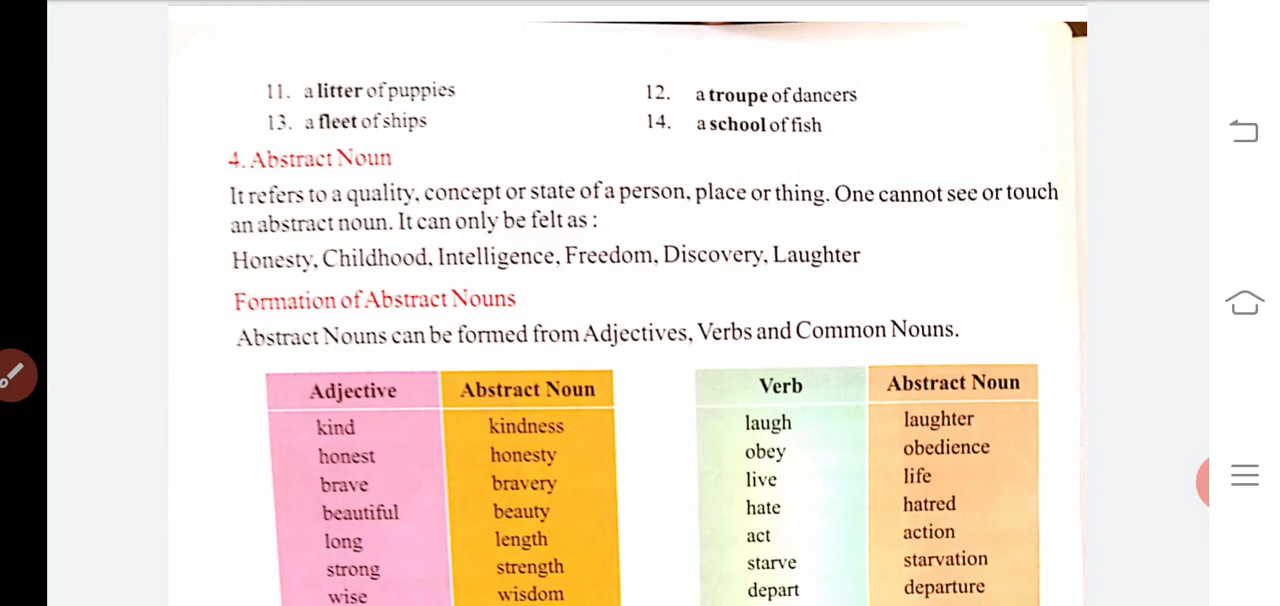 11. a litter of puppies 12. a troupe of dancers
13. a fleet of ships 14. a school of fish
4. Abstract Noun
It refers to a quality, concept or state of a person, place or thing. One cannot see or touch
an abstract noun. It can only be felt as :
Honesty, Childhood, Intelligence, Freedom, Discovery, Laughter
Formation of Abstract Nouns
Abstract Nouns can be formed from Adjectives, Verbs and Common Nouns.
Adjective Abstract Noun Verb Abstract Noun
kind kindness laugh laughter
honest honesty obey obedience
brave bravery live life
beautiful beauty hate hatred
long length act action
strong strength starve starvation
wise wisdom depart departure